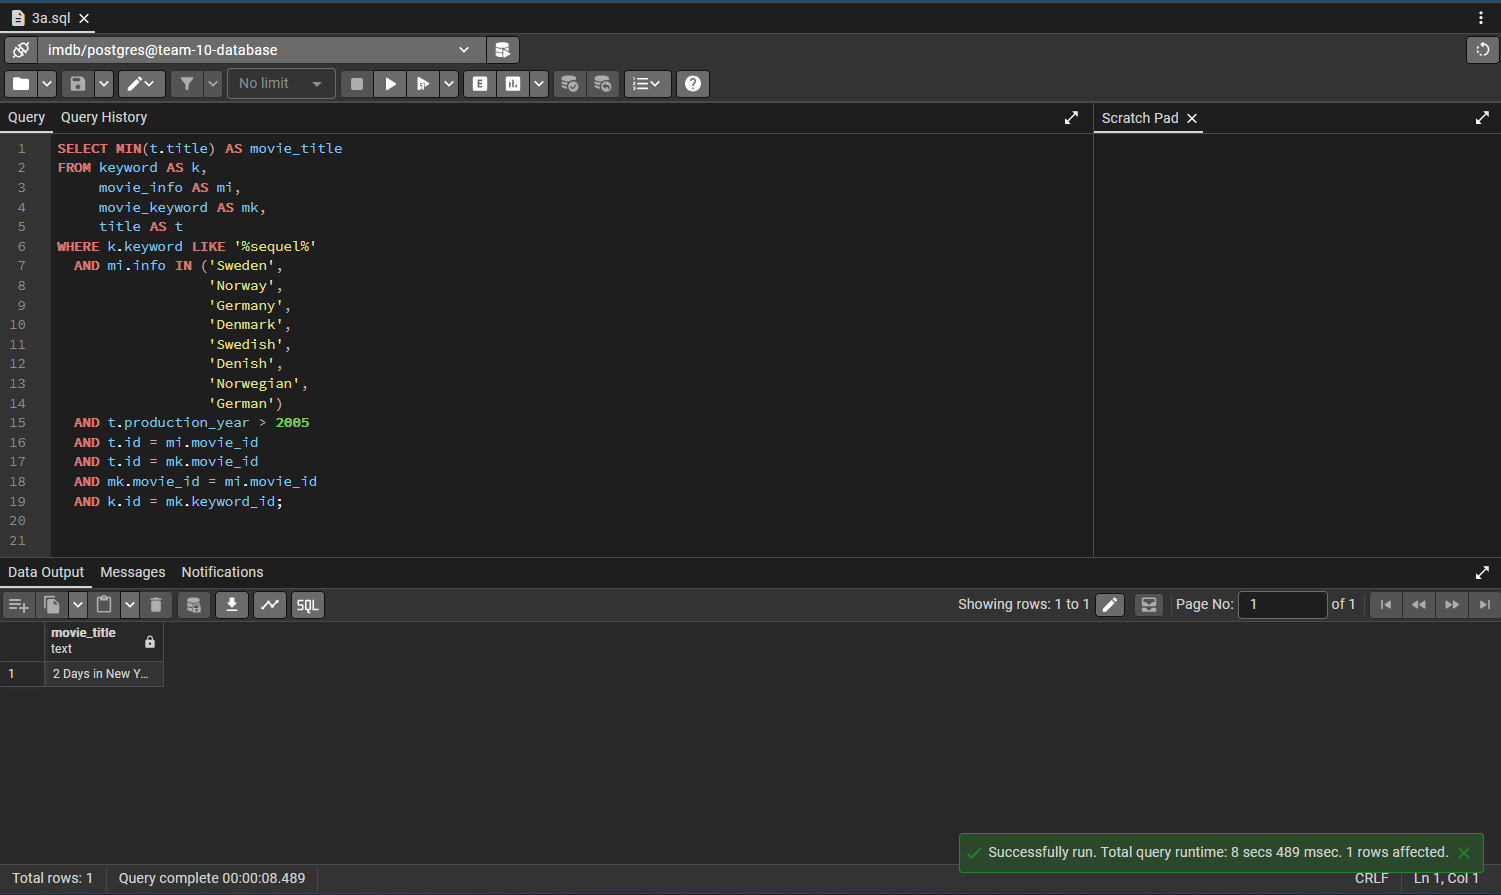 3a.sql
imdb/postgres@team-10-database
No limit
E
Query Query History
Scratch Pad
1 SELECT MIN(t.title) AS movie_title
2 FROM keyword AS k,
3 movie_info AS mi,
4 movie_keyword AS mk,
5 title AS t
6 WHERE k.keyword LIKE '%sequel%'
7 AND mi.info IN ('Sweden',
8 'Norway',
9 'Germany',
10 'Denmark',
11 'Swedish',
12 'Denish',
13 'Norwegian',
14 'German')
15 AND t.production_year > 2005
16 AND t.id = mi.movie_id
17 AND t.id = mk.movie_id
18 AND mk.movie_id = mi.movie_id
19 AND k.id = mk.keyword_id;
20
21
Data Output Messages Notifications
SQL Showing rows: 1 to 1 Page No: 1 of 1
movie_title
text
1 2 Days in New Y...
Successfully run. Total query runtime: 8 secs 489 msec. 1 rows affected.
Total rows: 1 Query complete 00:00:08.489 CRLF Ln 1, Col 1